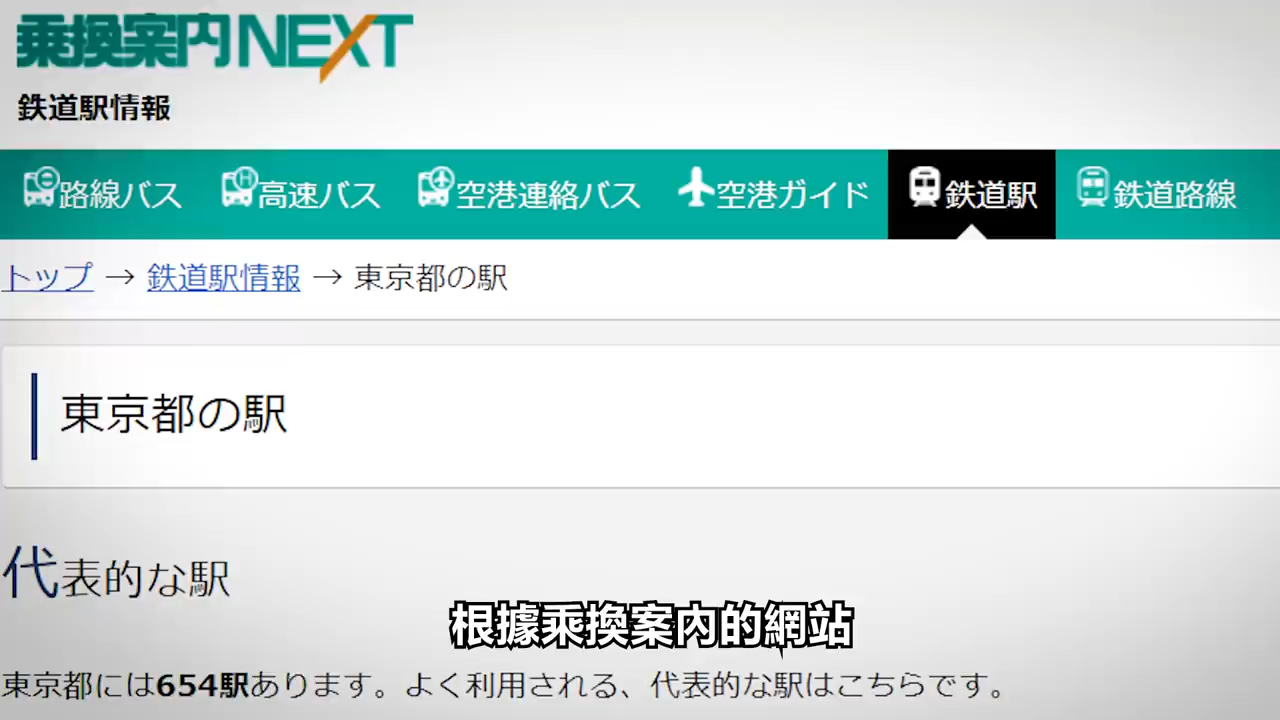 乗換案内NEXT
鉄道駅情報
路線バス 高速バス 空港連絡バス 空港ガイド 鉄道駅 鉄道路線
トップ → 鉄道駅情報 → 東京都の駅
東京都の駅
代表的な駅
根據乘換案內的網站
東京都には654駅あります。よく利用される、代表的な駅はこちらです。